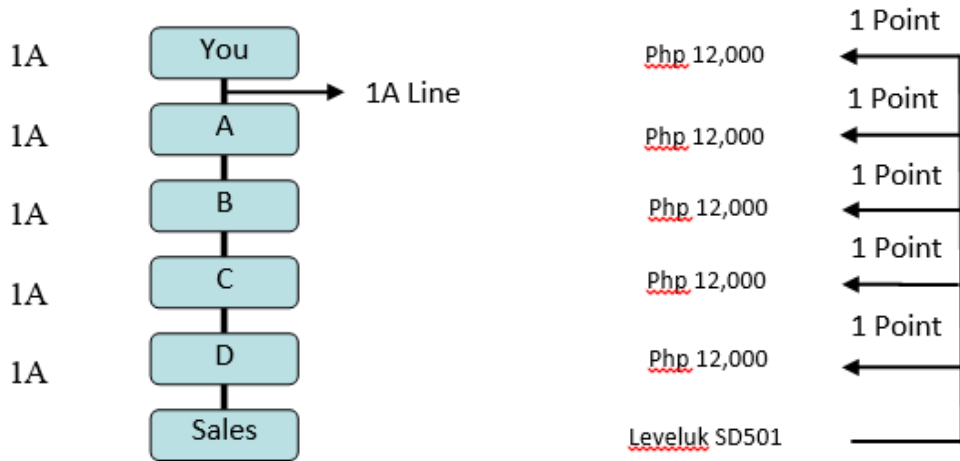 1 Point
1A You Php 12,000
1A Line
1 Point
1A A Php 12,000
1 Point
1A B Php 12,000
1 Point
1A C Php 12,000
1 Point
1A D Php 12,000
Sales Leveluk SD501